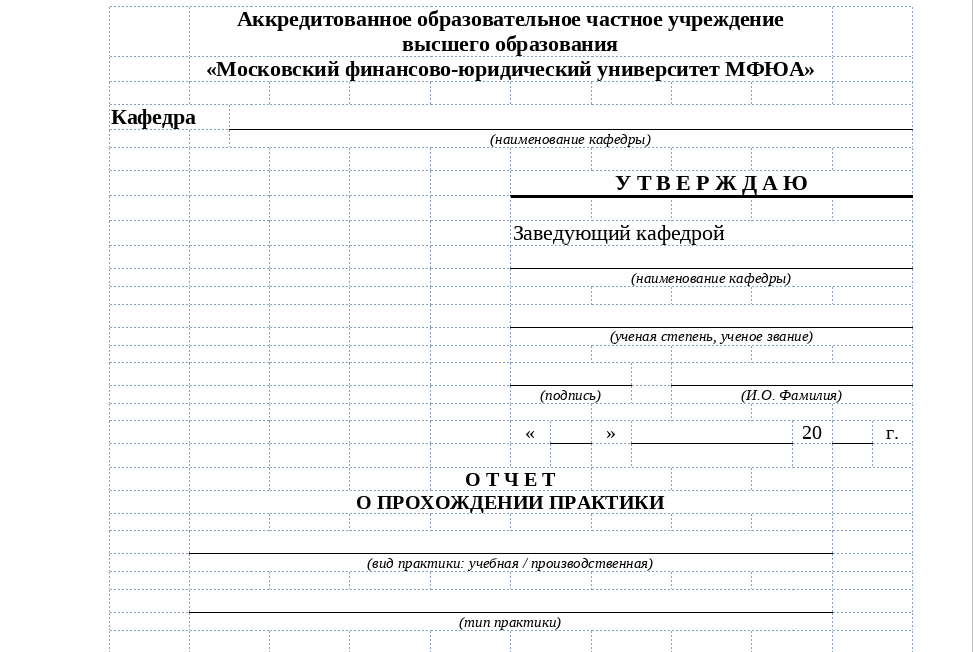 Аккредитованное образовательное частное учреждение
высшего образования
«Московский финансово-юридический университет МФЮА»
Кафедра
(наименование кафедры)
У Т В Е Р Ж Д А Ю
Заведующий кафедрой
(наименование кафедры)
(ученая степень, ученое звание)
(подпись) (И.О. Фамилия)
« » 20 г.
О Т Ч Е Т
О ПРОХОЖДЕНИИ ПРАКТИКИ
(вид практики: учебная / производственная)
(тип практики)